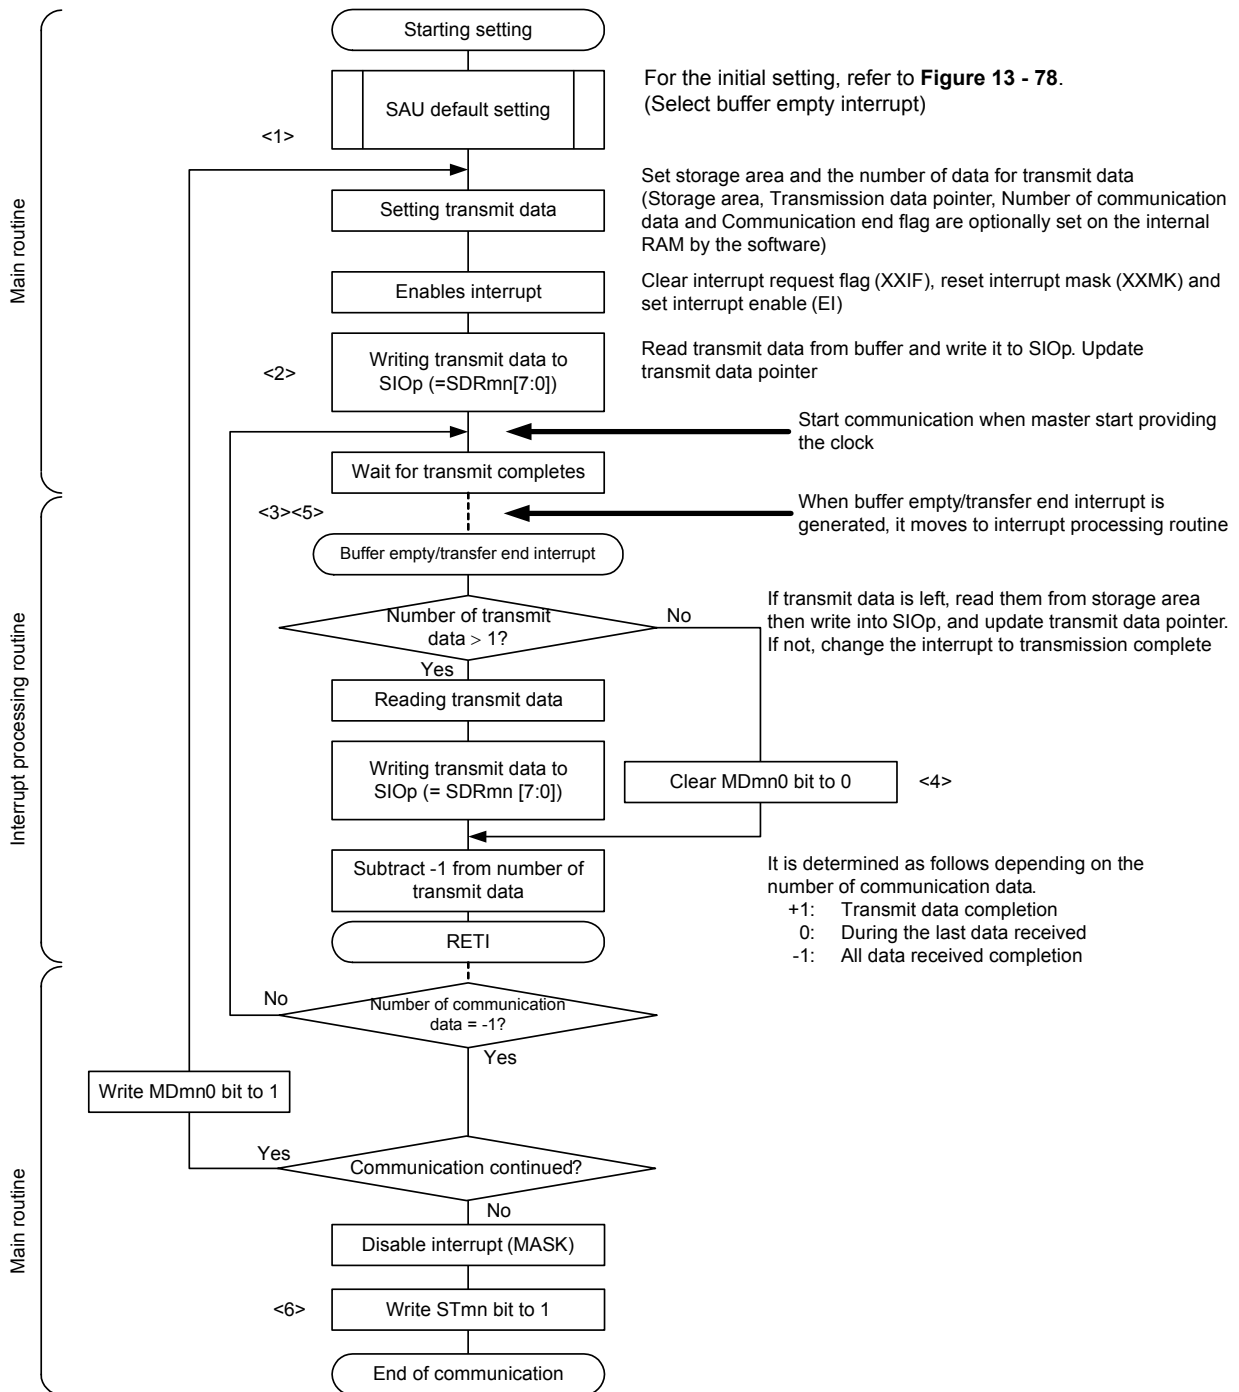 Starting setting
SAU default setting
For the initial setting, refer to Figure 13 - 78.
(Select buffer empty interrupt)
<1>
Setting transmit data
Set storage area and the number of data for transmit data
(Storage area, Transmission data pointer, Number of communication
data and Communication end flag are optionally set on the internal
RAM by the software)
Main routine
Enables interrupt
Clear interrupt request flag (XXIF), reset interrupt mask (XXMK) and
set interrupt enable (EI)
<2>
Writing transmit data to
SIOp (=SDRmn[7:0])
Read transmit data from buffer and write it to SIOp. Update
transmit data pointer
Start communication when master start providing
the clock
Wait for transmit completes
<3><5>
When buffer empty/transfer end interrupt is
generated, it moves to interrupt processing routine
Buffer empty/transfer end interrupt
Number of transmit
data > 1?
No
Yes
If transmit data is left, read them from storage area
then write into SIOp, and update transmit data pointer.
If not, change the interrupt to transmission complete
Reading transmit data
Interrupt processing routine
Writing transmit data to
SIOp (= SDRmn [7:0])
Clear MDmn0 bit to 0
<4>
Subtract -1 from number of
transmit data
It is determined as follows depending on the
number of communication data.
+1: Transmit data completion
0: During the last data received
-1: All data received completion
RETI
No
Number of communication
data = -1?
Yes
Write MDmn0 bit to 1
Yes
Communication continued?
No
Main routine
Disable interrupt (MASK)
<6>
Write STmn bit to 1
End of communication